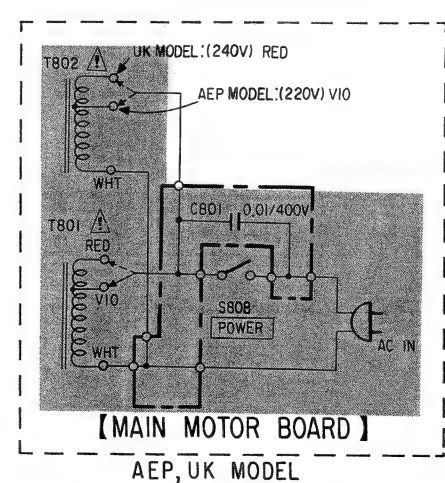 UK MODEL:(240V) RED
T802
AEP MODEL:(220V) VIO
WHT
C801 0.01/400V
T801
RED
VIO
S808
POWER
WHT
AC IN
【MAIN MOTOR BOARD】
AEP, UK MODEL